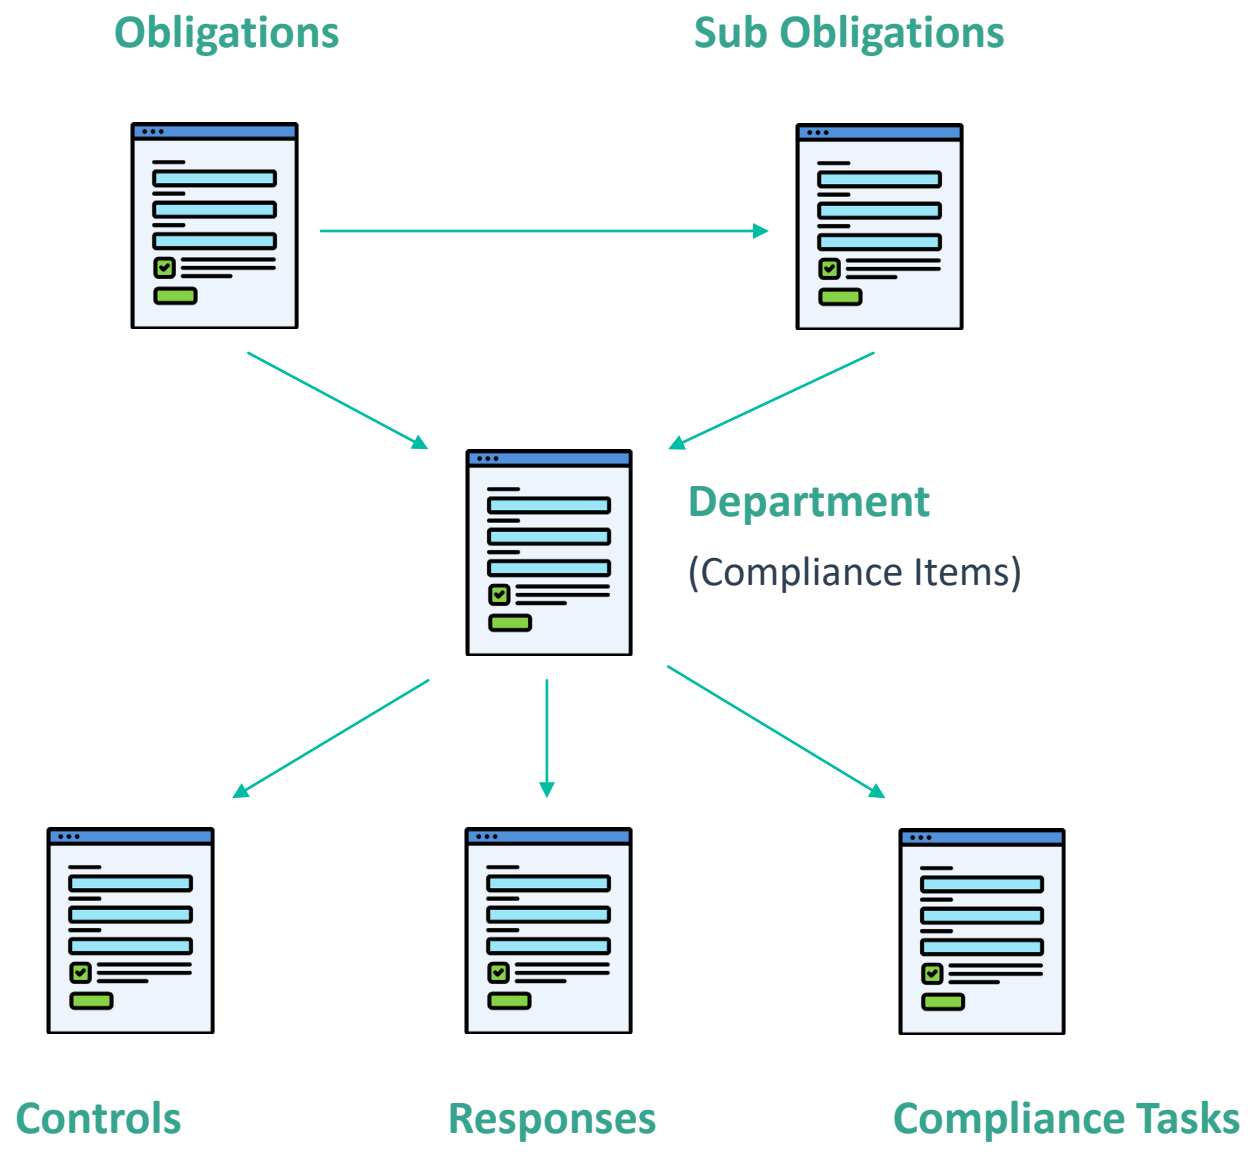 Obligations
Sub Obligations
Department
(Compliance Items)
Controls
Responses
Compliance Tasks